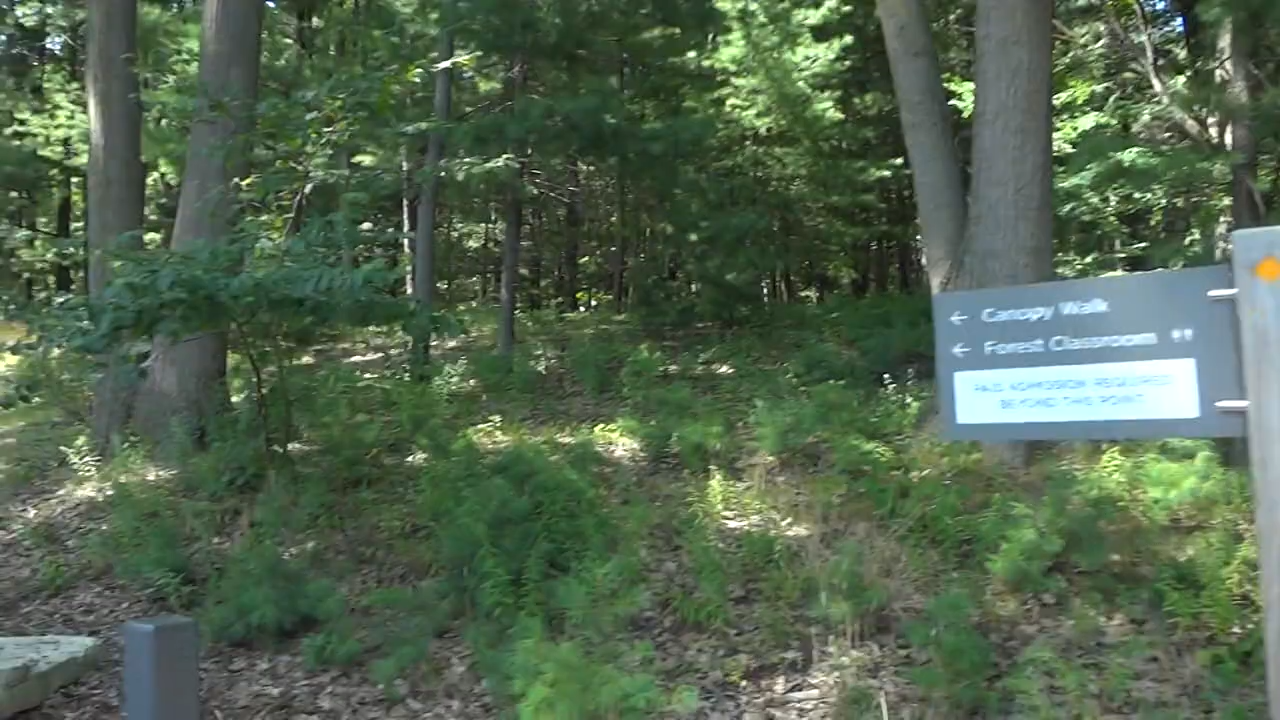 ← Canopy Walk
← Forest Classroom
PAID ADMISSION REQUIRED
BEYOND THIS POINT